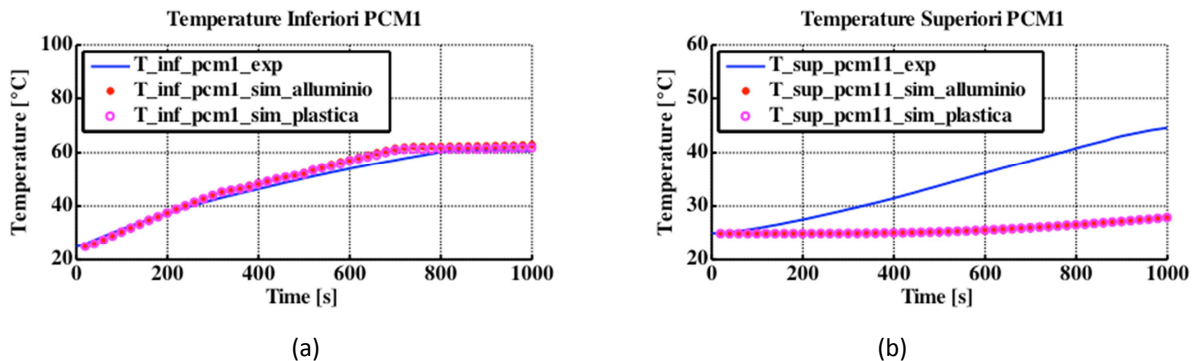 Temperature Inferiori PCM1
100
80
60
40
20
Temperature [°C]
T_inf_pcm1_exp
T_inf_pcm1_sim_alluminio
T_inf_pcm1_sim_plastica
0 200 400 600 800 1000
Time [s]
(a)
Temperature Superiori PCM1
60
50
40
30
20
Temperature [°C]
T_sup_pcm11_exp
T_sup_pcm11_sim_alluminio
T_sup_pcm11_sim_plastica
0 200 400 600 800 1000
Time [s]
(b)